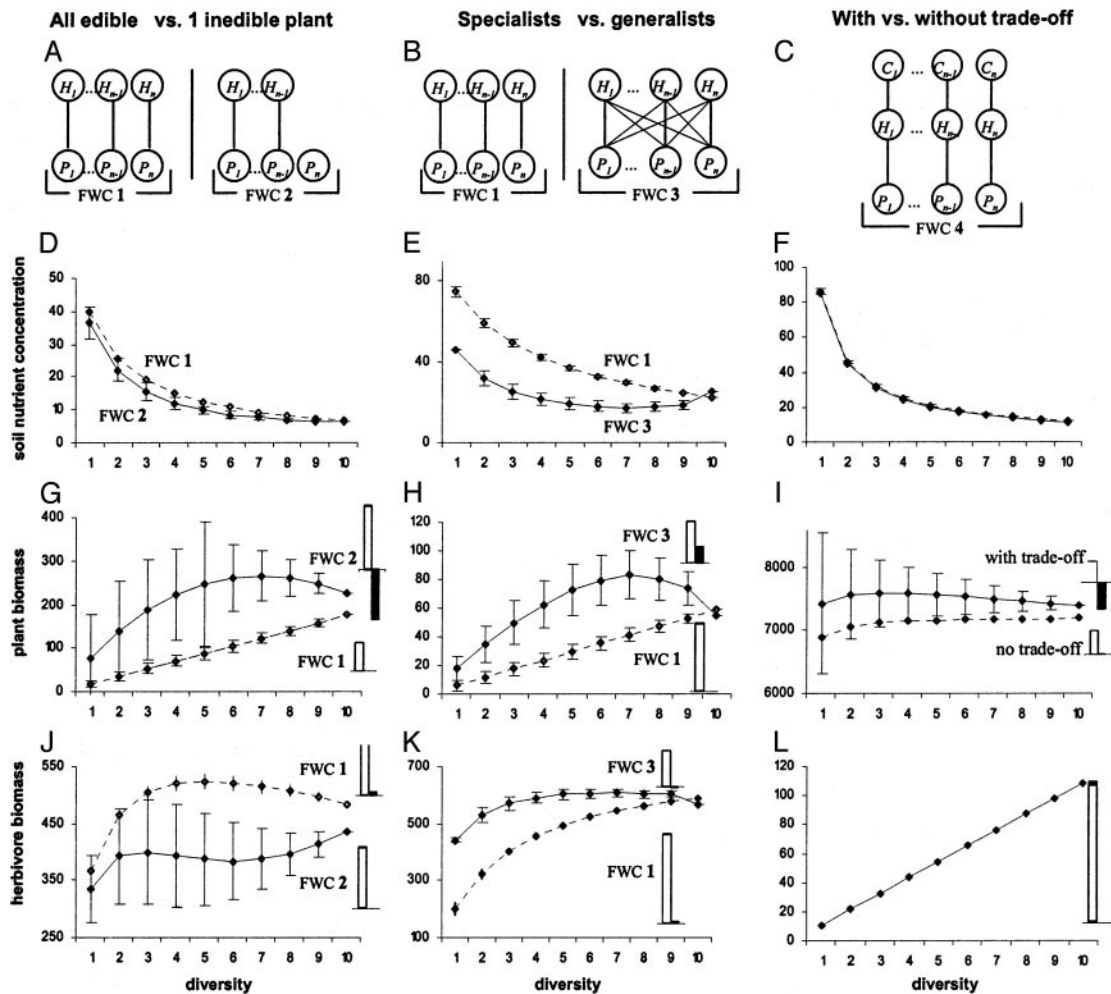 All edible vs. 1 inedible plant
Specialists vs. generalists
With vs. without trade-off
A
H1 ... Hn-1 Hn
H1 ... Hn-1
P1 ... Pn-1 Pn
P1 ... Pn-1 Pn
FWC 1
FWC 2
B
H1 ... Hn-1 Hn
H1 ... Hn-1 Hn
P1 ... Pn-1 Pn
P1 ... Pn-1 Pn
FWC 1
FWC 3
C
C1 ... Cn-1 Cn
H1 ... Hn- Hn
P1 ... Pn-1 Pn
FWC 4
soil nutrient concentration
D
50
40
30
20
10
0
FWC 1
FWC 2
1 2 3 4 5 6 7 8 9 10
E
80
40
0
FWC 1
FWC 3
1 2 3 4 5 6 7 8 9 10
F
100
80
60
40
20
0
1 2 3 4 5 6 7 8 9 10
plant biomass
G
400
300
200
100
0
FWC 2
FWC 1
1 2 3 4 5 6 7 8 9 10
H
120
100
80
60
40
20
0
FWC 3
FWC 1
1 2 3 4 5 6 7 8 9 10
I
8000
7000
6000
with trade-off
no trade-off
1 2 3 4 5 6 7 8 9 10
herbivore biomass
J
550
450
350
250
FWC 1
FWC 2
1 2 3 4 5 6 7 8 9 10
diversity
K
700
500
300
100
FWC 3
FWC 1
1 2 3 4 5 6 7 8 9 10
diversity
L
120
100
80
60
40
20
0
1 2 3 4 5 6 7 8 9 10
diversity